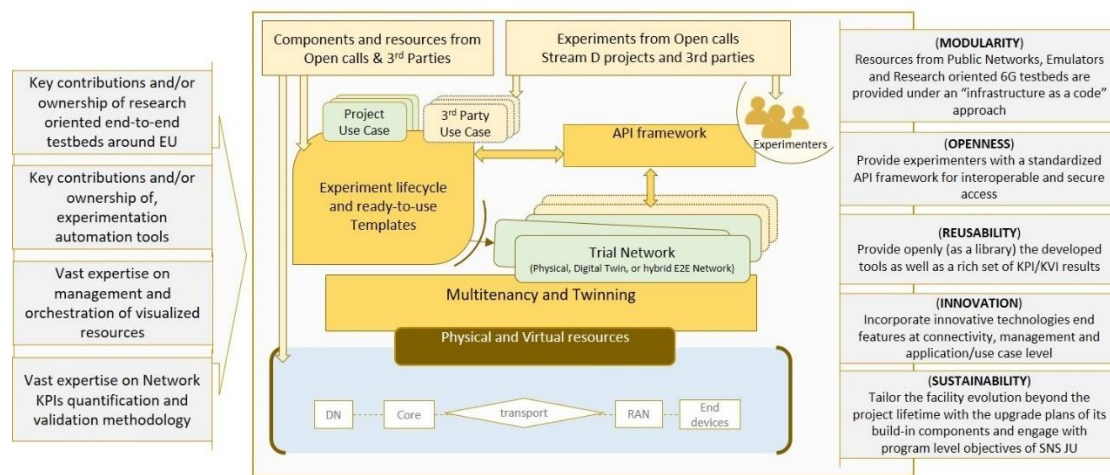 Key contributions and/or
ownership of research
oriented end-to-end
testbeds around EU
Key contributions and/or
ownership of,
experimentation
automation tools
Vast expertise on
management and
orchestration of visualized
resources
Vast expertise on Network
KPIs quantification and
validation methodology
Components and resources from
Open calls & 3rd Parties
Experiments from Open calls
Stream D projects and 3rd parties
Project
Use Case
3rd Party
Use Case
API framework
Experimenters
Experiment lifecycle
and ready-to-use
Templates
Trial Network
(Physical, Digital Twin, or hybrid E2E Network)
Multitenancy and Twinning
Physical and Virtual resources
DN
Core
transport
RAN
End
devices
(MODULARITY)
Resources from Public Networks, Emulators
and Research oriented 6G testbeds are
provided under an “infrastructure as a code”
approach
(OPENNESS)
Provide experimenters with a standardized
API framework for interoperable and secure
access
(REUSABILITY)
Provide openly (as a library) the developed
tools as well as a rich set of KPI/KVI results
(INNOVATION)
Incorporate innovative technologies end
features at connectivity, management and
application/use case level
(SUSTAINABILITY)
Tailor the facility evolution beyond the
project lifetime with the upgrade plans of its
build-in components and engage with
program level objectives of SNS JU